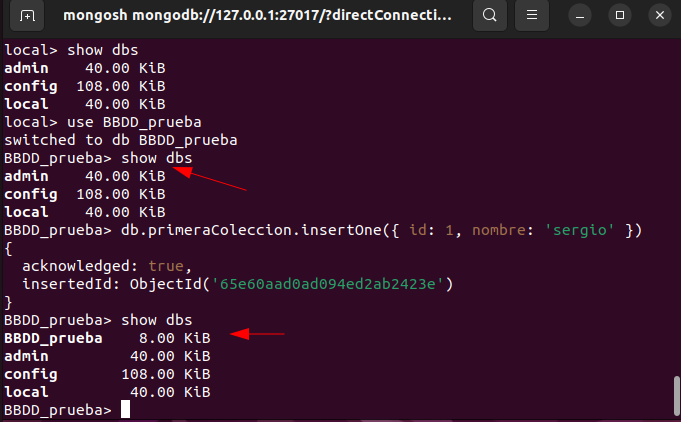 mongosh mongodb://127.0.0.1:27017/?directConnecti...
local> show dbs
admin 40.00 KiB
config 108.00 KiB
local 40.00 KiB
local> use BBDD_prueba
switched to db BBDD_prueba
BBDD_prueba> show dbs
admin 40.00 KiB
config 108.00 KiB
local 40.00 KiB
BBDD_prueba> db.primeraColeccion.insertOne({ id: 1, nombre: 'sergio' })
{
  acknowledged: true,
  insertedId: ObjectId('65e60aad0ad094ed2ab2423e')
}
BBDD_prueba> show dbs
BBDD_prueba 8.00 KiB
admin 40.00 KiB
config 108.00 KiB
local 40.00 KiB
BBDD_prueba>